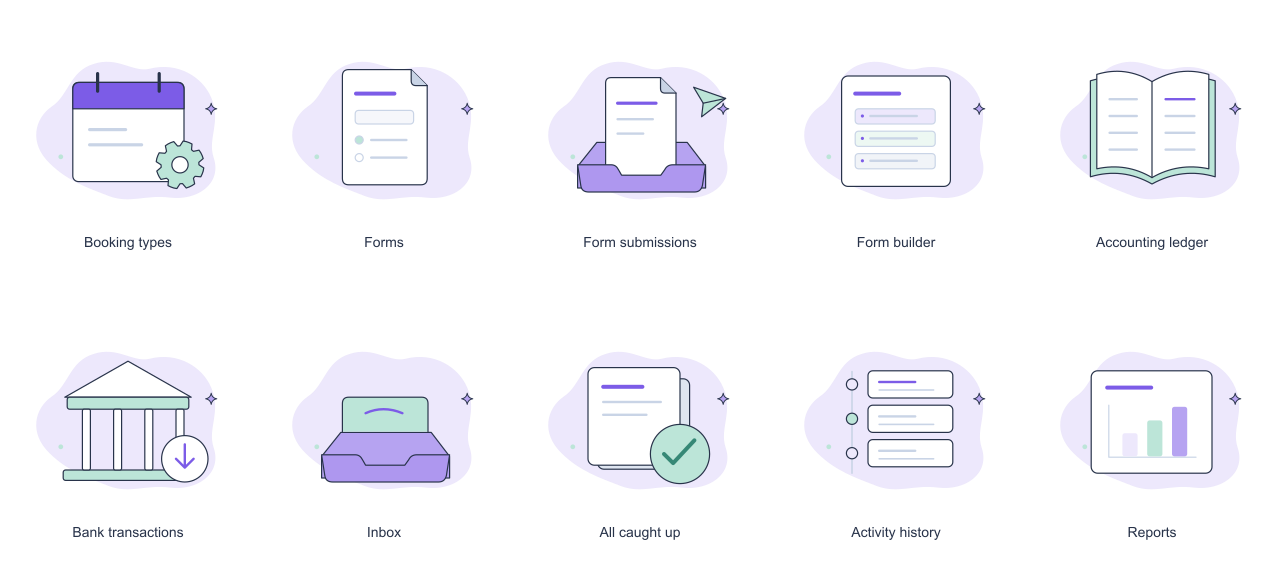 Booking types
Forms
Form submissions
Form builder
Accounting ledger
Bank transactions
Inbox
All caught up
Activity history
Reports